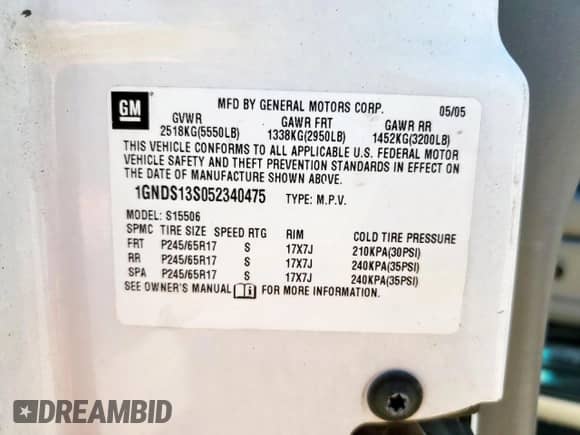 GM
MFD BY GENERAL MOTORS CORP. 05/05
GVWR GAWR FRT GAWR RR
2518KG(5550LB) 1338KG(2950LB) 1452KG(3200LB)
THIS VEHICLE CONFORMS TO ALL APPLICABLE U.S. FEDERAL MOTOR
VEHICLE SAFETY AND THEFT PREVENTION STANDARDS IN EFFECT ON
THE DATE OF MANUFACTURE SHOWN ABOVE.
1GNDS13S052340475 TYPE: M.P.V.
MODEL: S15506
SPMC TIRE SIZE SPEED RTG RIM COLD TIRE PRESSURE
FRT P245/65R17 S 17X7J 210KPA(30PSI)
RR P245/65R17 S 17X7J 240KPA(35PSI)
SPA P245/65R17 S 17X7J 240KPA(35PSI)
SEE OWNER'S MANUAL FOR MORE INFORMATION.
DREAMBID